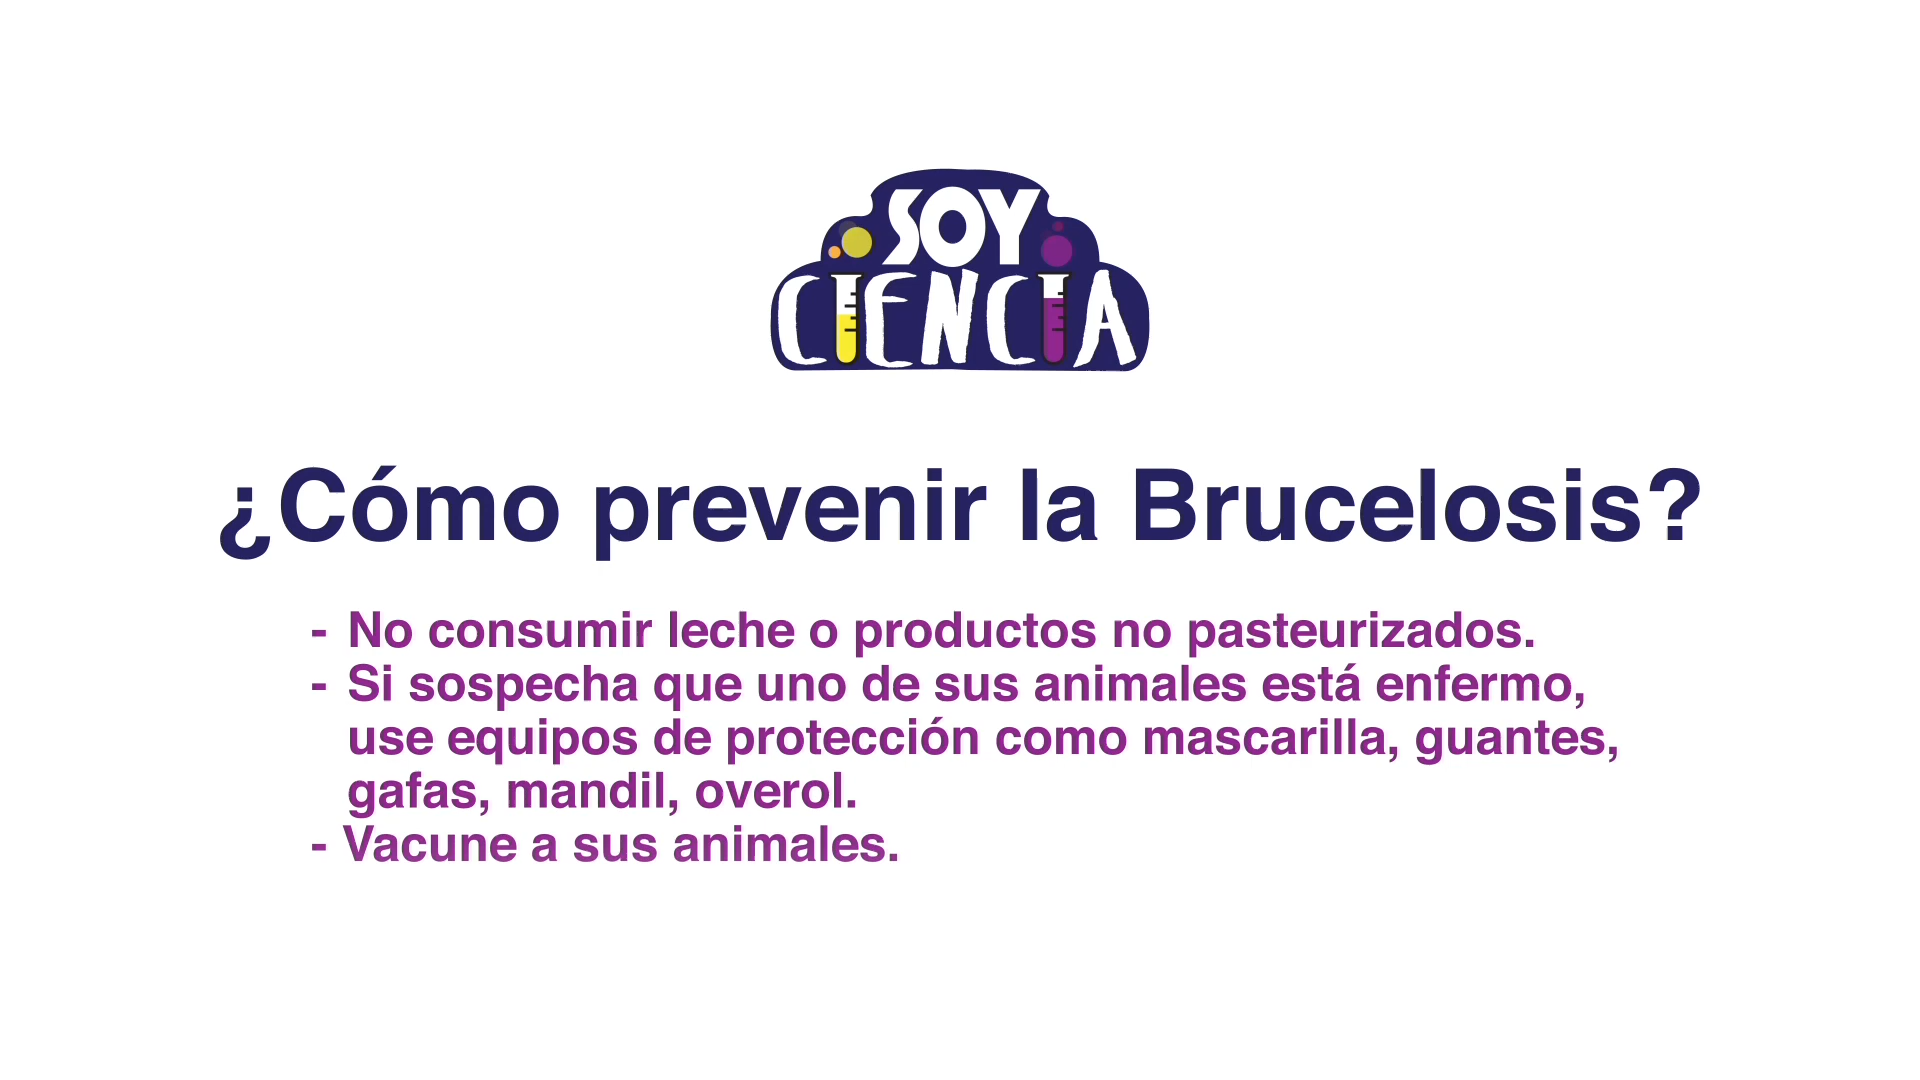 SOY
CIENCIA
¿Cómo prevenir la Brucelosis?
- No consumir leche o productos no pasteurizados.
- Si sospecha que uno de sus animales está enfermo,
use equipos de protección como mascarilla, guantes,
gafas, mandil, overol.
- Vacune a sus animales.